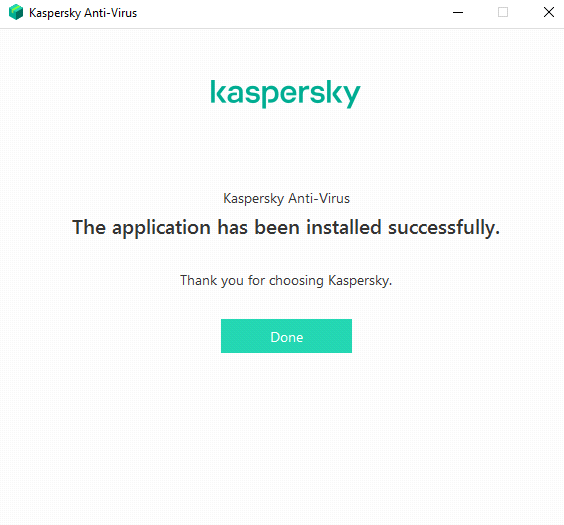 Kaspersky Anti-Virus
kaspersky
Kaspersky Anti-Virus
The application has been installed successfully.
Thank you for choosing Kaspersky.
Done